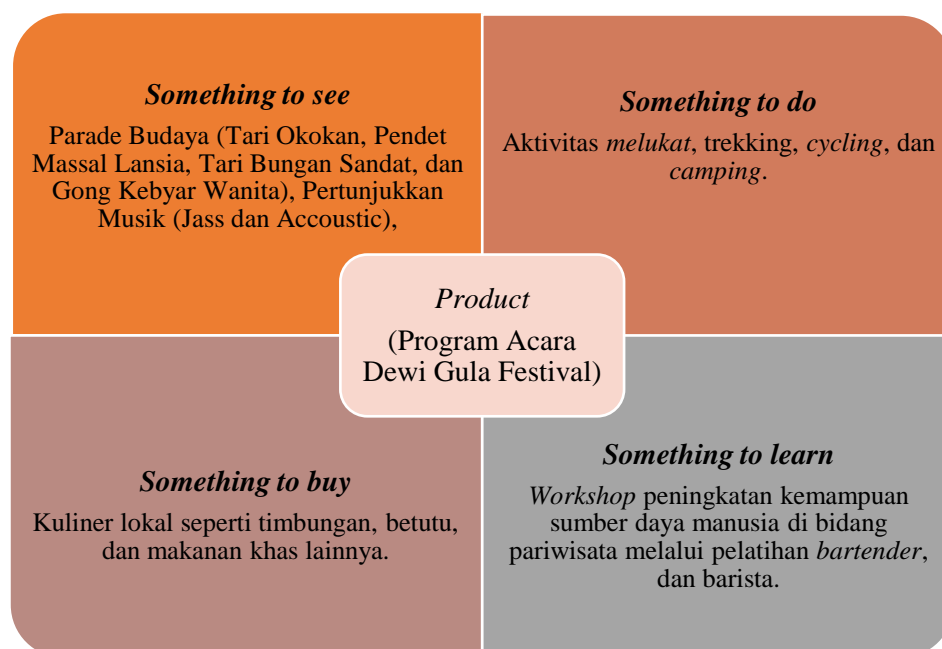 Something to see
Parade Budaya (Tari Okokan, Pendet
Massal Lansia, Tari Bungan Sandat, dan
Gong Kebyar Wanita), Pertunjukkan
Musik (Jass dan Accoustic),
Something to do
Aktivitas melukat, trekking, cycling, dan
camping.
Product
(Program Acara
Dewi Gula Festival)
Something to buy
Kuliner lokal seperti timbungan, betutu,
dan makanan khas lainnya.
Something to learn
Workshop peningkatan kemampuan
sumber daya manusia di bidang
pariwisata melalui pelatihan bartender,
dan barista.